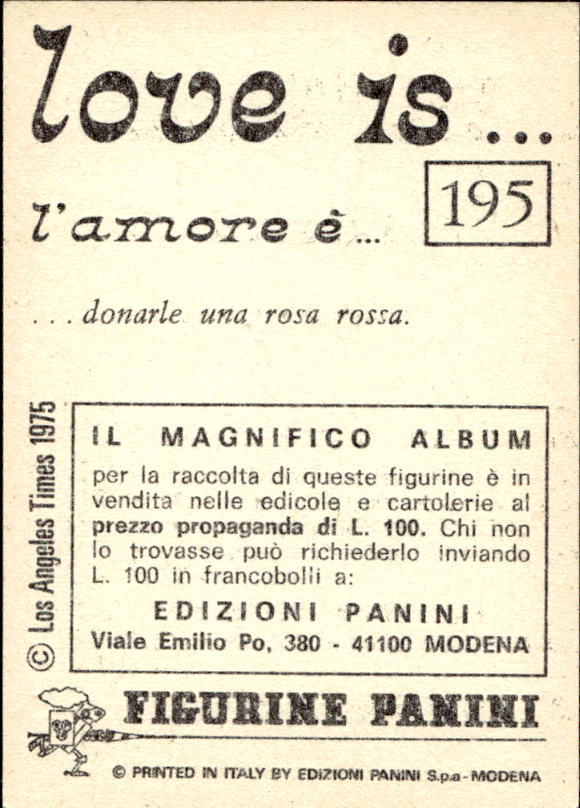 love is...
195
l'amore è...
...donarle una rosa rossa.
© Los Angeles Times 1975
IL MAGNIFICO ALBUM
per la raccolta di queste figurine è in
vendita nelle edicole e cartolerie al
prezzo propaganda di L. 100. Chi non
lo trovasse può richiederlo inviando
L. 100 in francobolli a:
EDIZIONI PANINI
Viale Emilio Po, 380 - 41100 MODENA
FIGURINE PANINI
© PRINTED IN ITALY BY EDIZIONI PANINI S.p.a - MODENA